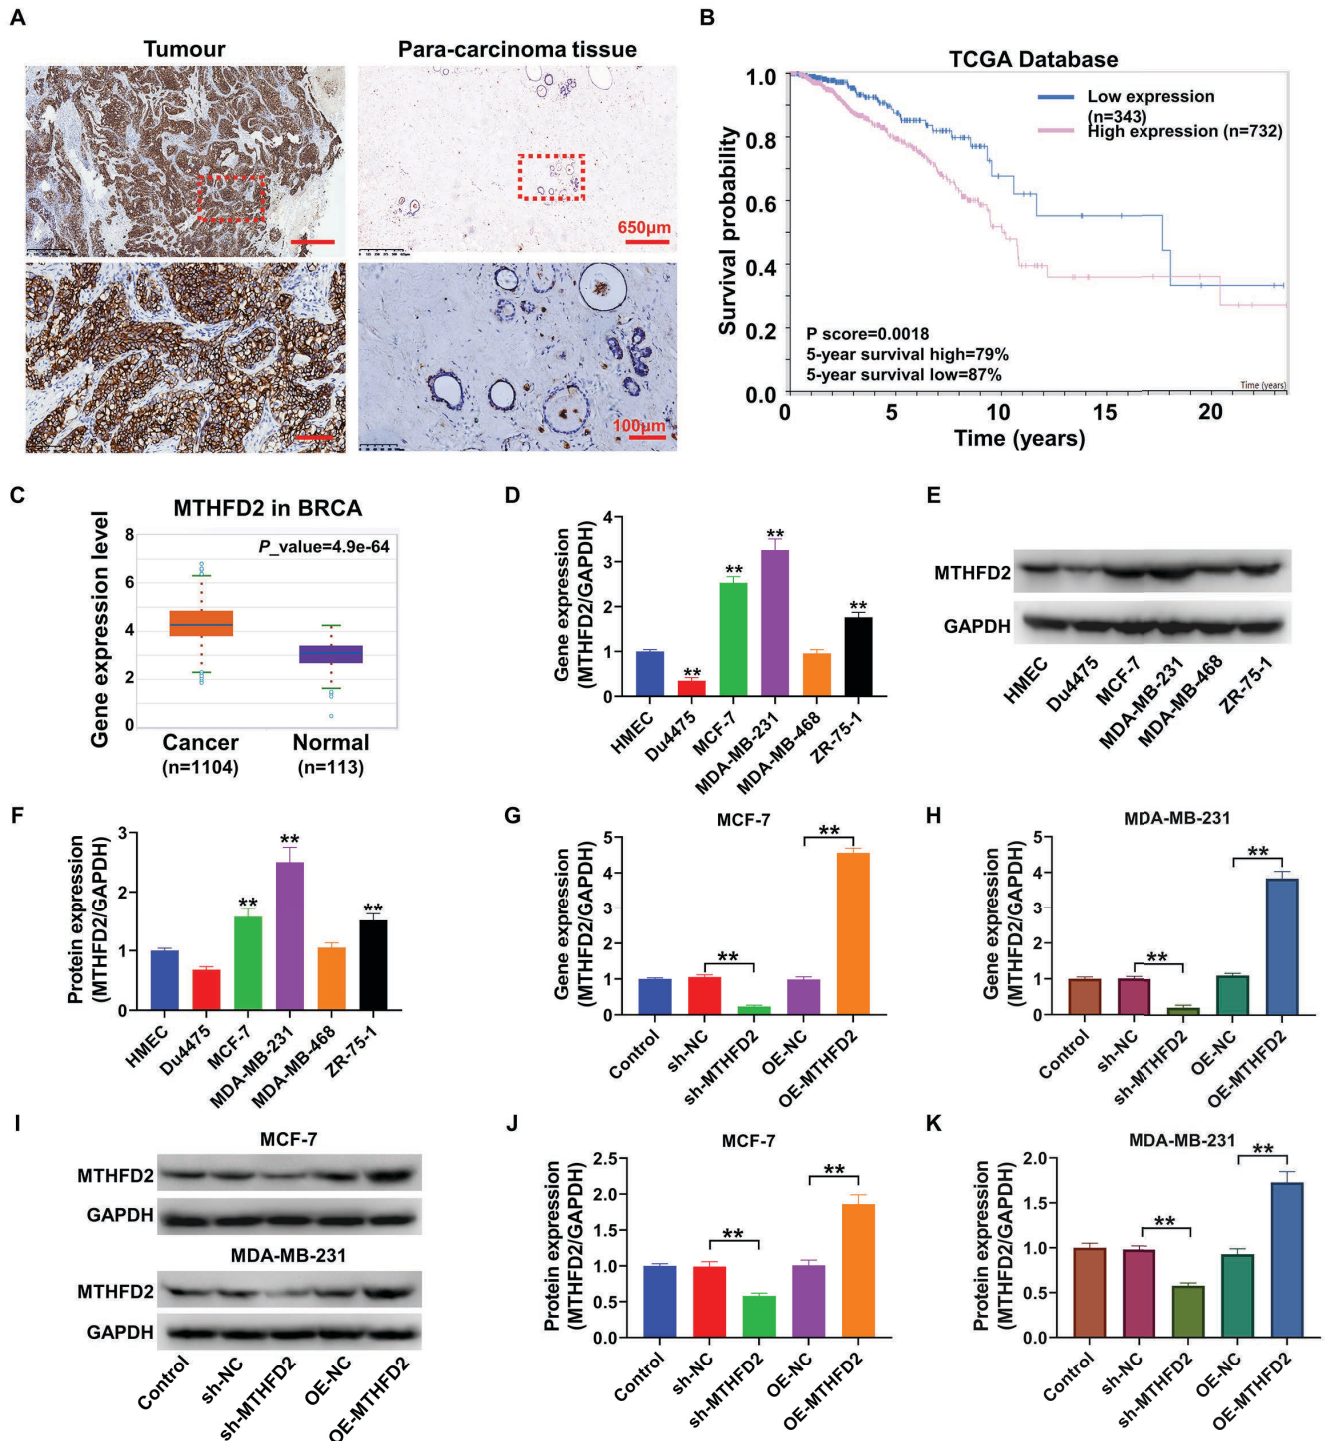 A
Tumour
Para-carcinoma tissue
650µm
100µm
B
TCGA Database
Survival probability
1.0
0.8
0.6
0.4
0.2
0.0
Low expression
(n=343)
High expression (n=732)
P score=0.0018
5-year survival high=79%
5-year survival low=87%
Time (years)
0
5
10
15
20
Time (years)
C
MTHFD2 in BRCA
Gene expression level
8
6
4
2
0
P_value=4.9e-64
Cancer
(n=1104)
Normal
(n=113)
D
Gene expression
(MTHFD2/GAPDH)
4
3
2
1
0
**
**
**
**
HMEC
Du4475
MCF-7
MDA-MB-231
MDA-MB-468
ZR-75-1
E
MTHFD2
GAPDH
HMEC
Du4475
MCF-7
MDA-MB-231
MDA-MB-468
ZR-75-1
F
Protein expression
(MTHFD2/GAPDH)
3
2
1
0
**
**
**
HMEC
Du4475
MCF-7
MDA-MB-231
MDA-MB-468
ZR-75-1
G
MCF-7
Gene expression
(MTHFD2/GAPDH)
5
4
3
2
1
0
**
**
Control
sh-NC
sh-MTHFD2
OE-NC
OE-MTHFD2
H
MDA-MB-231
Gene expression
(MTHFD2/GAPDH)
5
4
3
2
1
0
**
**
Control
sh-NC
sh-MTHFD2
OE-NC
OE-MTHFD2
I
MCF-7
MTHFD2
GAPDH
MDA-MB-231
MTHFD2
GAPDH
Control
sh-NC
sh-MTHFD2
OE-NC
OE-MTHFD2
J
MCF-7
Protein expression
(MTHFD2/GAPDH)
2.5
2.0
1.5
1.0
0.5
0.0
**
**
Control
sh-NC
sh-MTHFD2
OE-NC
OE-MTHFD2
K
MDA-MB-231
Protein expression
(MTHFD2/GAPDH)
2.0
1.5
1.0
0.5
0.0
**
**
Control
sh-NC
sh-MTHFD2
OE-NC
OE-MTHFD2